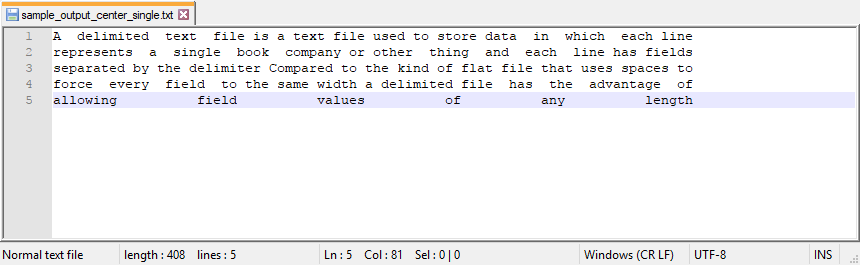 sample_output_center_single.txt
1 A  delimited  text  file is a text file used to store data  in  which  each line
2 represents  a  single  book  company or other  thing  and  each  line has fields
3 separated by the delimiter Compared to the kind of flat file that uses spaces to
4 force  every  field  to the same width a delimited file  has  the  advantage  of
5 allowing          field          values          of          any          length
Normal text file length : 408 lines : 5 Ln : 5 Col : 81 Sel : 0 | 0 Windows (CR LF) UTF-8 INS